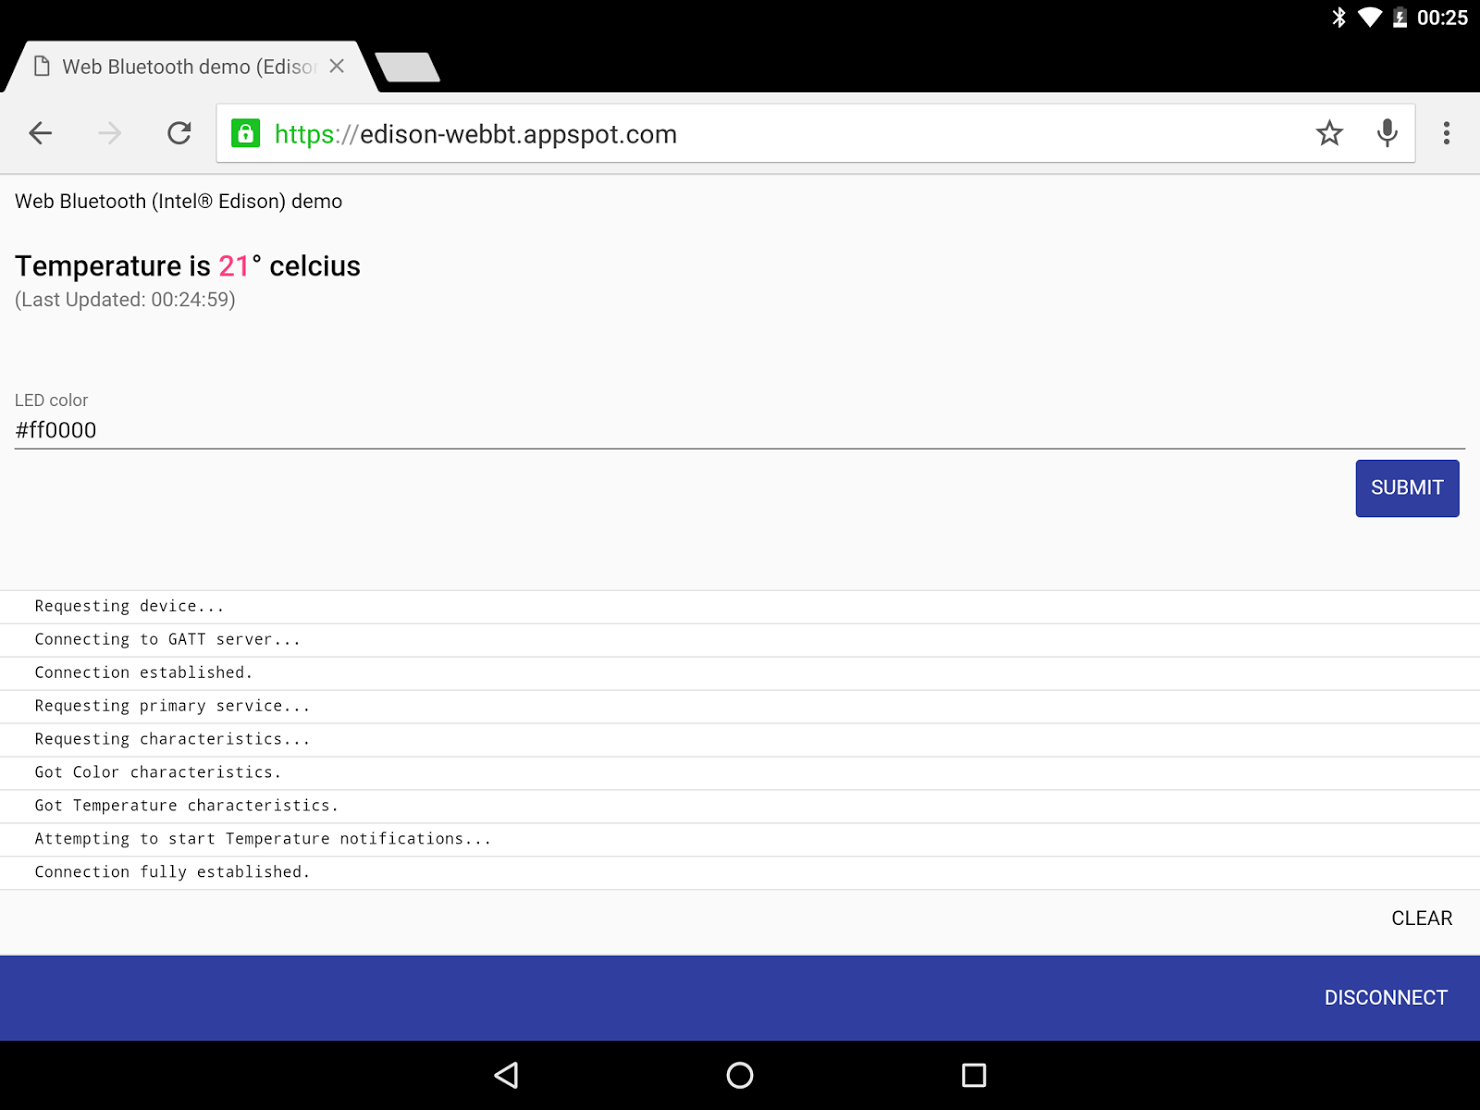 00:25
Web Bluetooth demo (Edison
https://edison-webbt.appspot.com
Web Bluetooth (Intel® Edison) demo
Temperature is 21° celcius
(Last Updated: 00:24:59)
LED color
#ff0000
SUBMIT
Requesting device...
Connecting to GATT server...
Connection established.
Requesting primary service...
Requesting characteristics...
Got Color characteristics.
Got Temperature characteristics.
Attempting to start Temperature notifications...
Connection fully established.
CLEAR
DISCONNECT